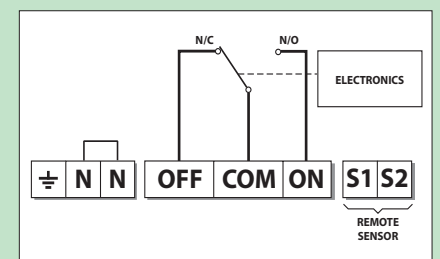 N/C N/O
ELECTRONICS
N N OFF COM ON S1 S2
REMOTE
SENSOR